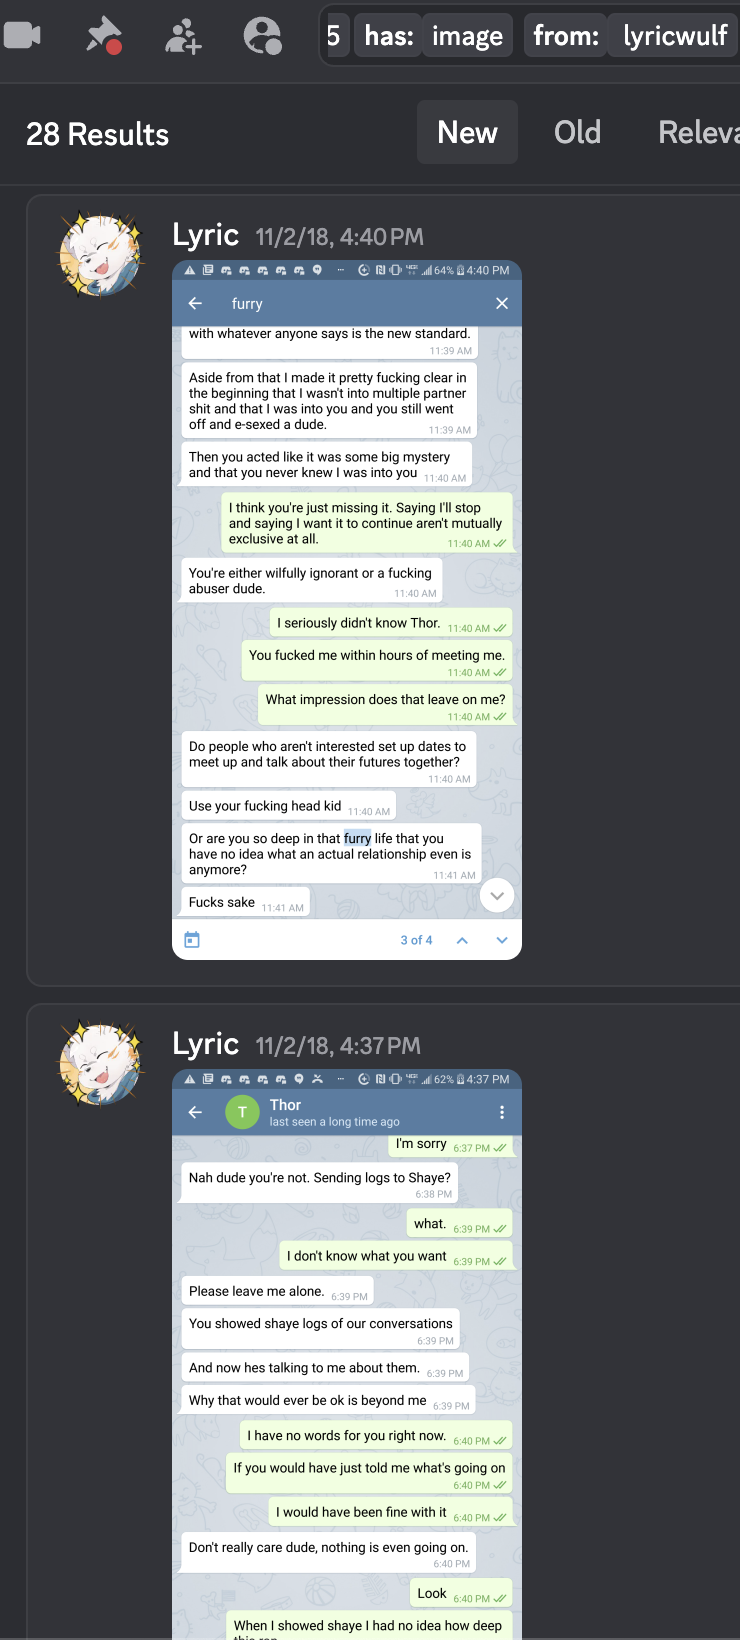 5 has: image from: lyricwulf
28 Results
New Old Releva
Lyric 11/2/18, 4:40 PM
64% 4:40 PM
furry
with whatever anyone says is the new standard.
11:39 AM
Aside from that I made it pretty fucking clear in
the beginning that I wasn't into multiple partner
shit and that I was into you and you still went
off and e-sexed a dude. 11:39 AM
Then you acted like it was some big mystery
and that you never knew I was into you 11:40 AM
I think you're just missing it. Saying I'll stop
and saying I want it to continue aren't mutually
exclusive at all. 11:40 AM
You're either wilfully ignorant or a fucking
abuser dude. 11:40 AM
I seriously didn't know Thor. 11:40 AM
You fucked me within hours of meeting me.
11:40 AM
What impression does that leave on me?
11:40 AM
Do people who aren't interested set up dates to
meet up and talk about their futures together?
11:40 AM
Use your fucking head kid 11:40 AM
Or are you so deep in that furry life that you
have no idea what an actual relationship even is
anymore? 11:41 AM
Fucks sake 11:41 AM
3 of 4
Lyric 11/2/18, 4:37 PM
62% 4:37 PM
T Thor
last seen a long time ago
I'm sorry 6:37 PM
Nah dude you're not. Sending logs to Shaye?
6:38 PM
what. 6:39 PM
I don't know what you want 6:39 PM
Please leave me alone. 6:39 PM
You showed shaye logs of our conversations
6:39 PM
And now hes talking to me about them. 6:39 PM
Why that would ever be ok is beyond me 6:39 PM
I have no words for you right now. 6:40 PM
If you would have just told me what's going on
6:40 PM
I would have been fine with it 6:40 PM
Don't really care dude, nothing is even going on.
6:40 PM
Look 6:40 PM
When I showed shaye I had no idea how deep